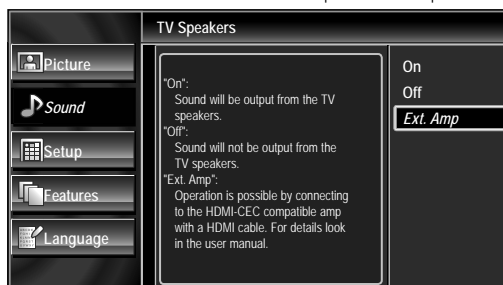 TV Speakers
Picture
Sound
Setup
Features
Language
"On":
Sound will be output from the TV
speakers.
"Off":
Sound will not be output from the
TV speakers.
"Ext. Amp":
Operation is possible by connecting
to the HDMI-CEC compatible amp
with a HDMI cable. For details look
in the user manual.
On
Off
Ext. Amp